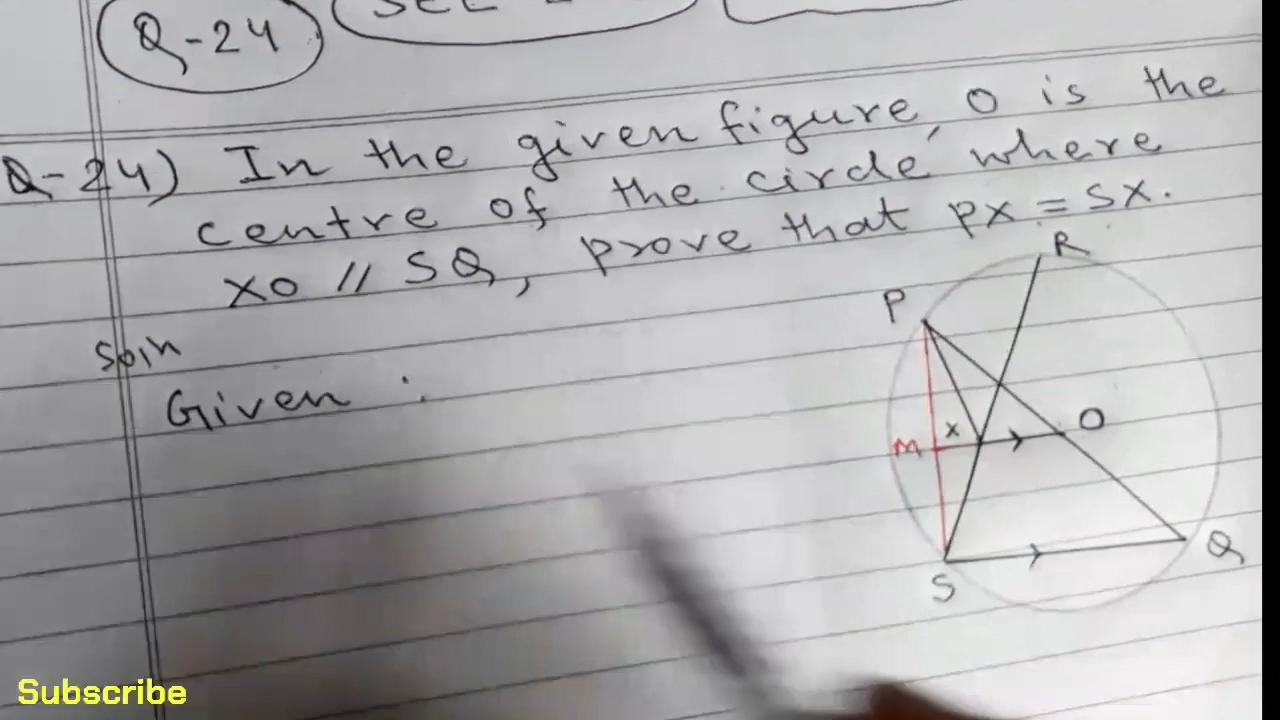 Q-24
Q-24) In the given figure, O is the
centre of the circle where
XO // SQ, prove that PX = SX.
Soln
Given :
R
P
O
X
M
Q
S
Subscribe